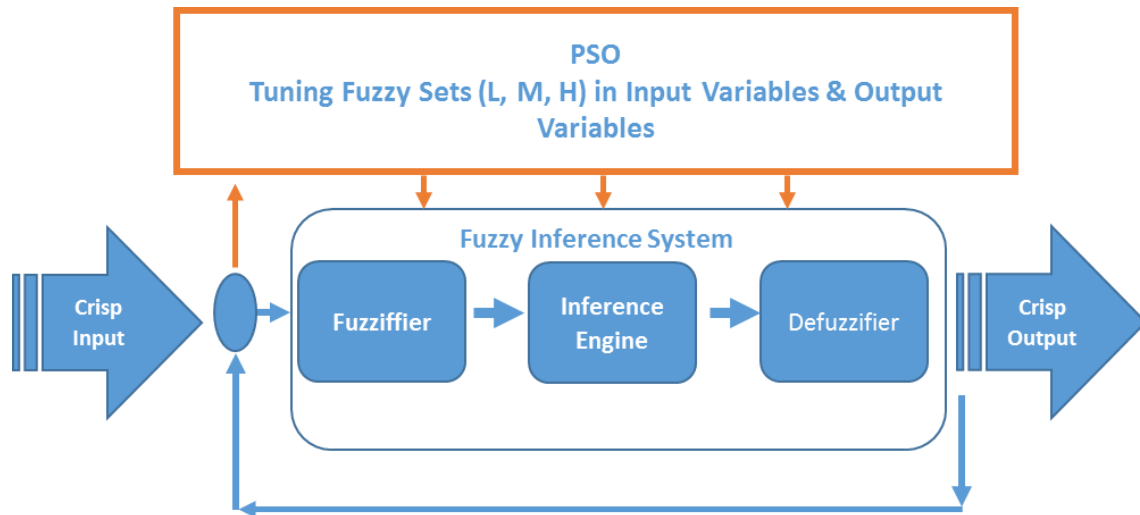 PSO
Tuning Fuzzy Sets (L, M, H) in Input Variables & Output
Variables
Fuzzy Inference System
Crisp
Input
Fuzziffier
Inference
Engine
Defuzzifier
Crisp
Output